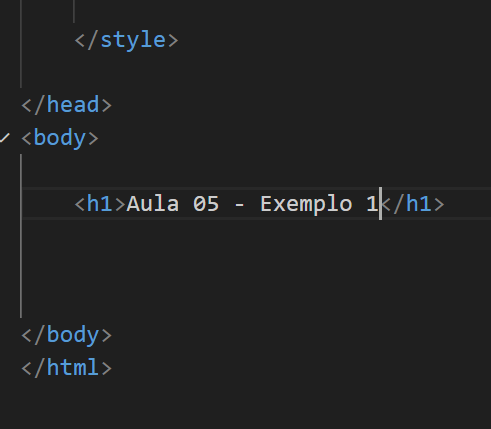 </style>
</head>
<body>
<h1>Aula 05 - Exemplo 1</h1>
</body>
</html>